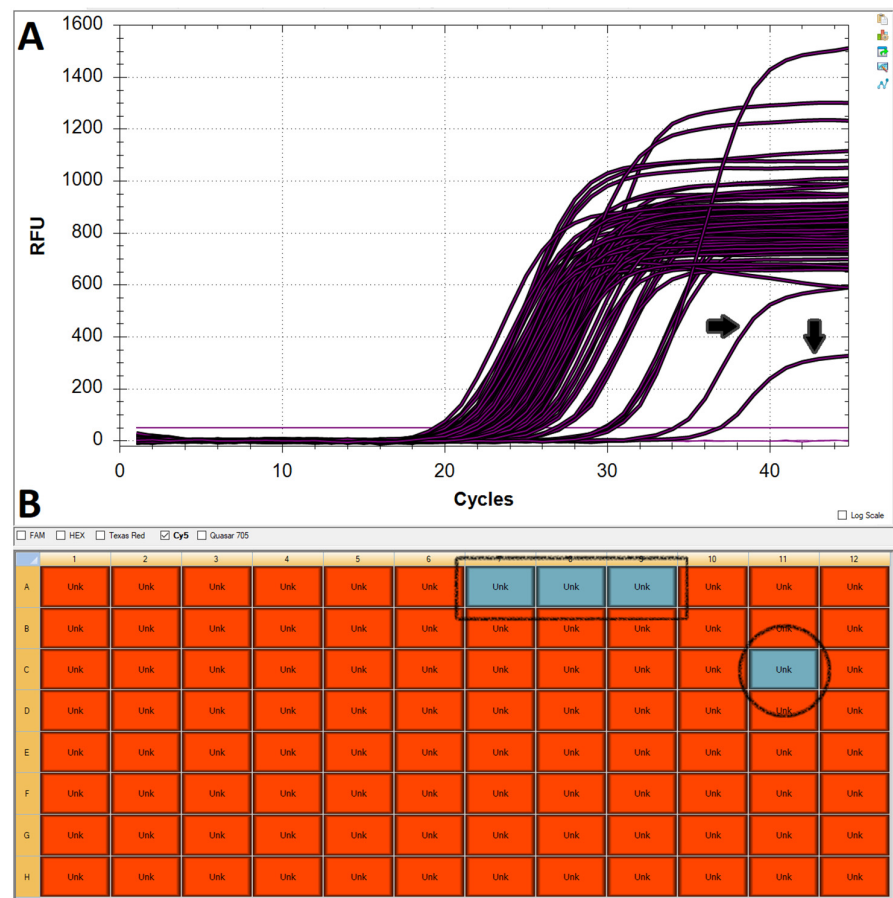 A
1600
1400
1200
1000
800
600
400
200
0
RFU
0 10 20 30 40
Cycles
Log Scale
B
FAM HEX Texas Red Cy5 Quasar 705
1 2 3 4 5 6 7 8 9 10 11 12
A Unk Unk Unk Unk Unk Unk Unk Unk Unk Unk Unk Unk
B Unk Unk Unk Unk Unk Unk Unk Unk Unk Unk Unk Unk
C Unk Unk Unk Unk Unk Unk Unk Unk Unk Unk Unk Unk
D Unk Unk Unk Unk Unk Unk Unk Unk Unk Unk Unk Unk
E Unk Unk Unk Unk Unk Unk Unk Unk Unk Unk Unk Unk
F Unk Unk Unk Unk Unk Unk Unk Unk Unk Unk Unk Unk
G Unk Unk Unk Unk Unk Unk Unk Unk Unk Unk Unk Unk
H Unk Unk Unk Unk Unk Unk Unk Unk Unk Unk Unk Unk